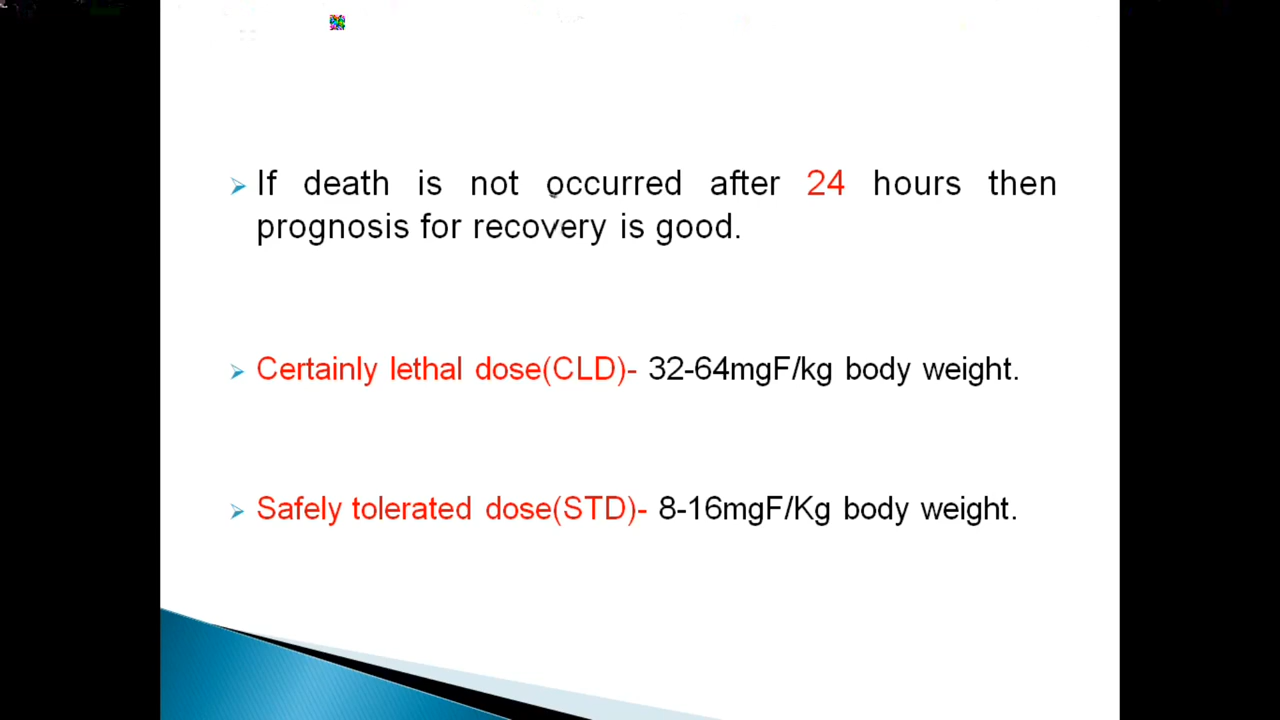 If death is not occurred after 24 hours then
prognosis for recovery is good.
Certainly lethal dose(CLD)- 32-64mgF/kg body weight.
Safely tolerated dose(STD)- 8-16mgF/Kg body weight.